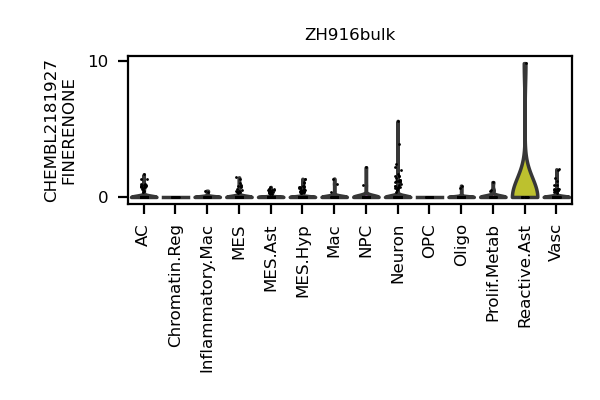 ZH916bulk
CHEMBL2181927
FINERENONE
10
0
AC
Chromatin.Reg
Inflammatory.Mac
MES
MES.Ast
MES.Hyp
Mac
NPC
Neuron
OPC
Oligo
Prolif.Metab
Reactive.Ast
Vasc